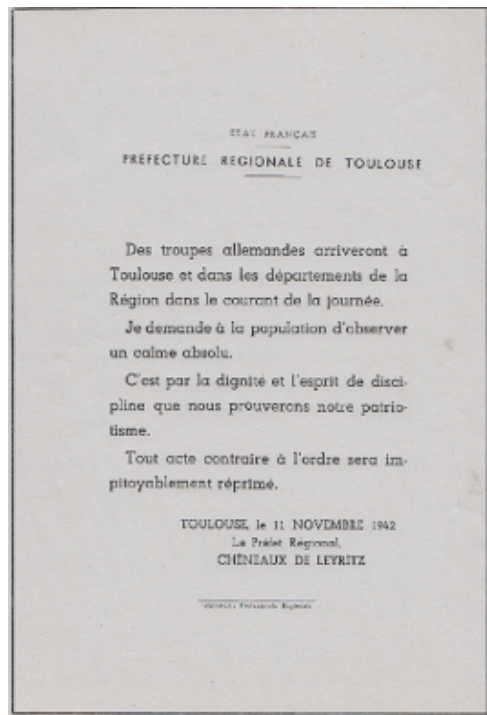 ETAT FRANÇAIS
PRÉFECTURE RÉGIONALE DE TOULOUSE
Des troupes allemandes arriveront à
Toulouse et dans les départements de la
Région dans le courant de la journée.
Je demande à la population d'observer
un calme absolu.
C'est par la dignité et l'esprit de disci-
pline que nous prouverons notre patrio-
tisme.
Tout acte contraire à l'ordre sera im-
pitoyablement réprimé.
TOULOUSE, le 11 NOVEMBRE 1942
Le Préfet Régional,
CHÉNEAUX DE LEYRITZ